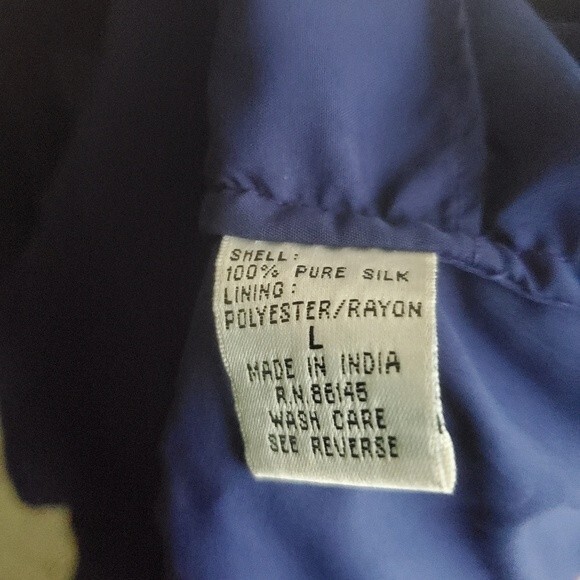 SHELL:
100% PURE SILK
LINING:
POLYESTER/RAYON
L
MADE IN INDIA
R.N.86145
WASH CARE
SEE REVERSE